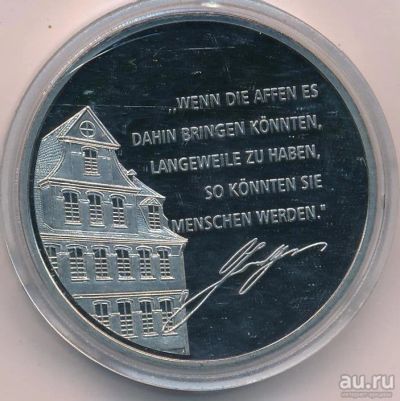 „WENN DIE AFFEN ES
DAHIN BRINGEN KÖNNTEN,
LANGEWEILE ZU HABEN,
SO KÖNNTEN SIE
MENSCHEN WERDEN."
au.ru